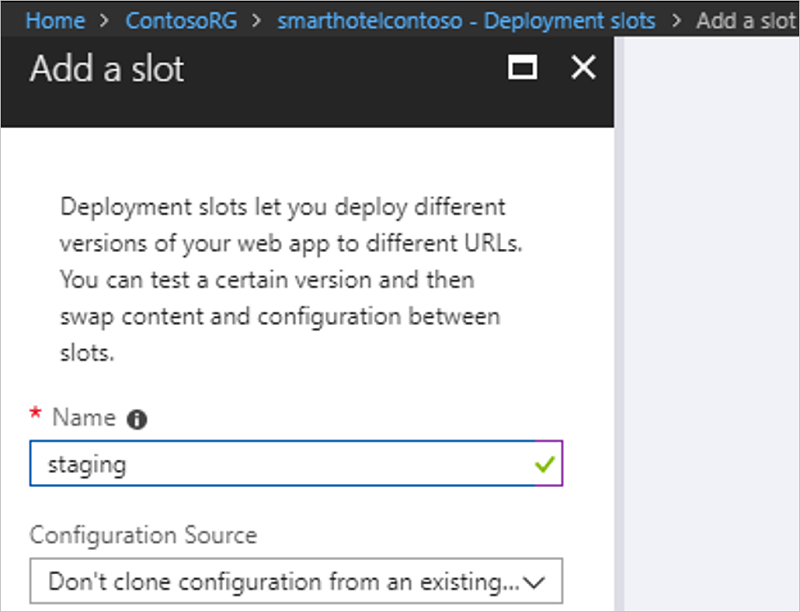 Home > ContosoRG > smarthotelcontoso - Deployment slots > Add a slot
Add a slot
Deployment slots let you deploy different
versions of your web app to different URLs.
You can test a certain version and then
swap content and configuration between
slots.
* Name
staging
Configuration Source
Don't clone configuration from an existing...